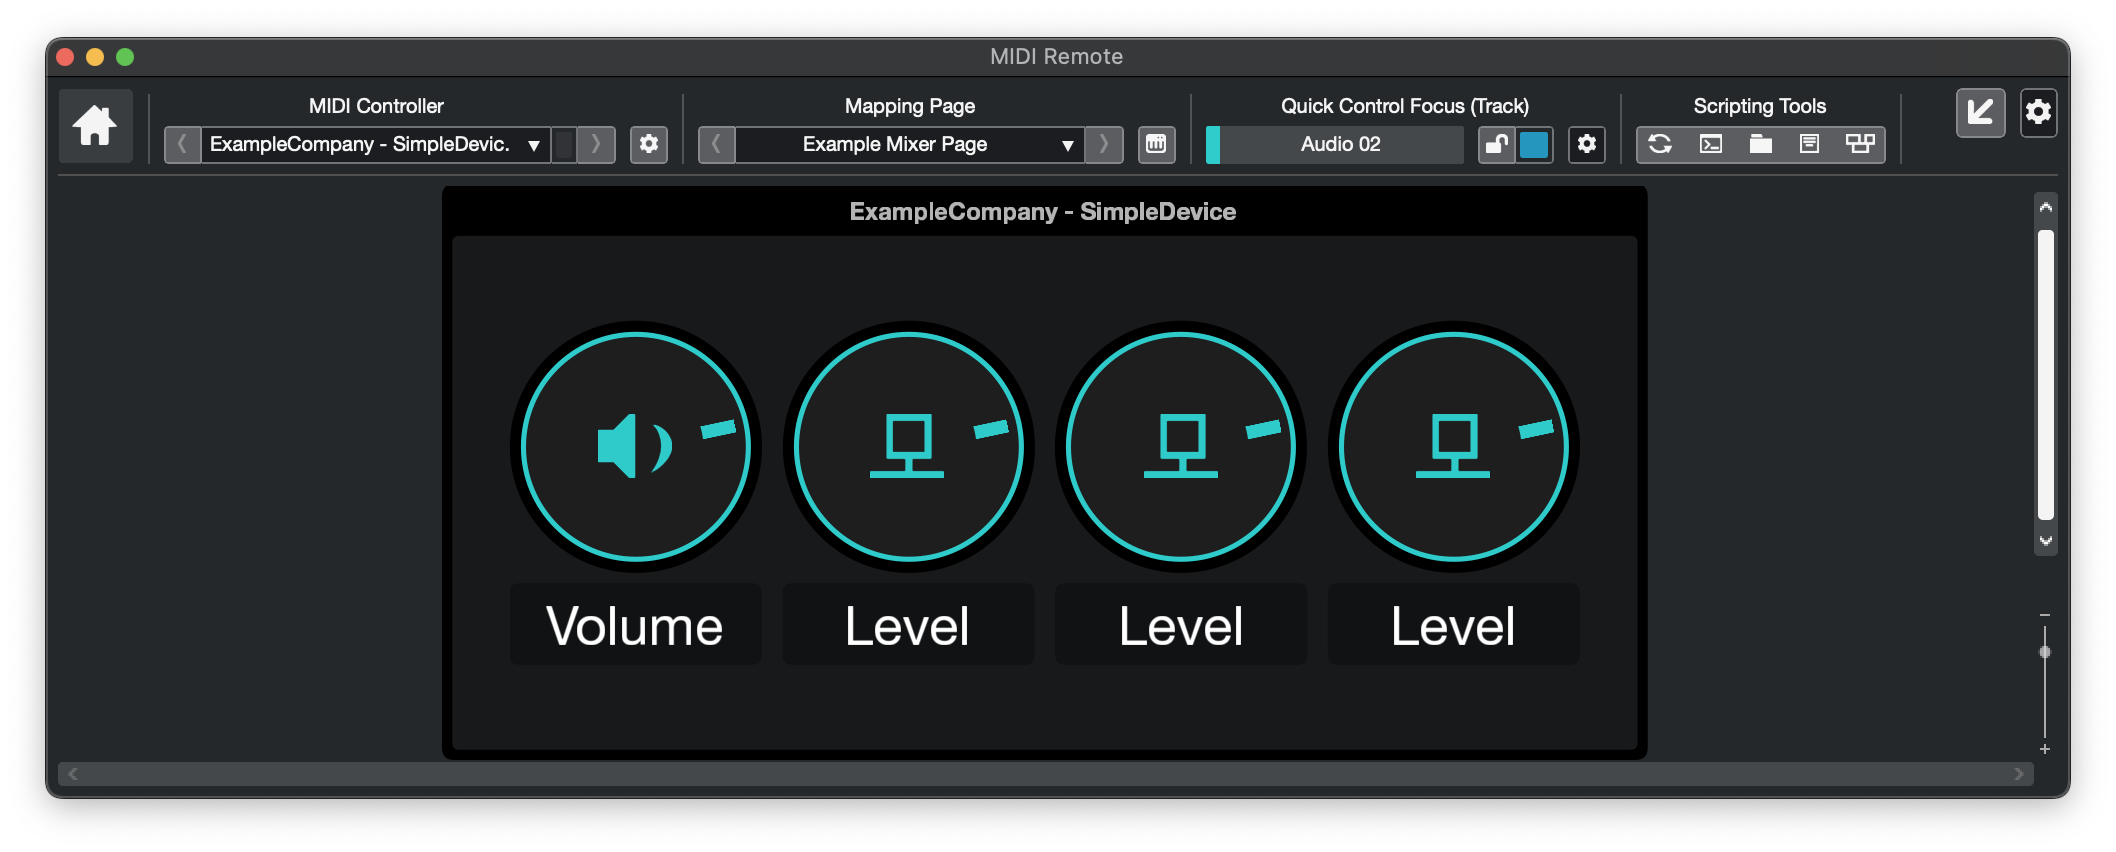 MIDI Remote
MIDI Controller
ExampleCompany - SimpleDevic.
Mapping Page
Example Mixer Page
Quick Control Focus (Track)
Audio 02
Scripting Tools
ExampleCompany - SimpleDevice
Volume
Level
Level
Level